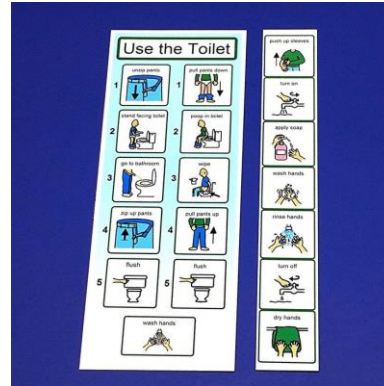 Use the Toilet
unzip pants
pull pants down
1
1
stand facing toilet
poop in toilet
2
2
go to bathroom
wipe
3
3
zip up pants
pull pants up
4
4
flush
flush
5
5
wash hands
push up sleeves
turn on
apply soap
wash hands
rinse hands
turn off
dry hands